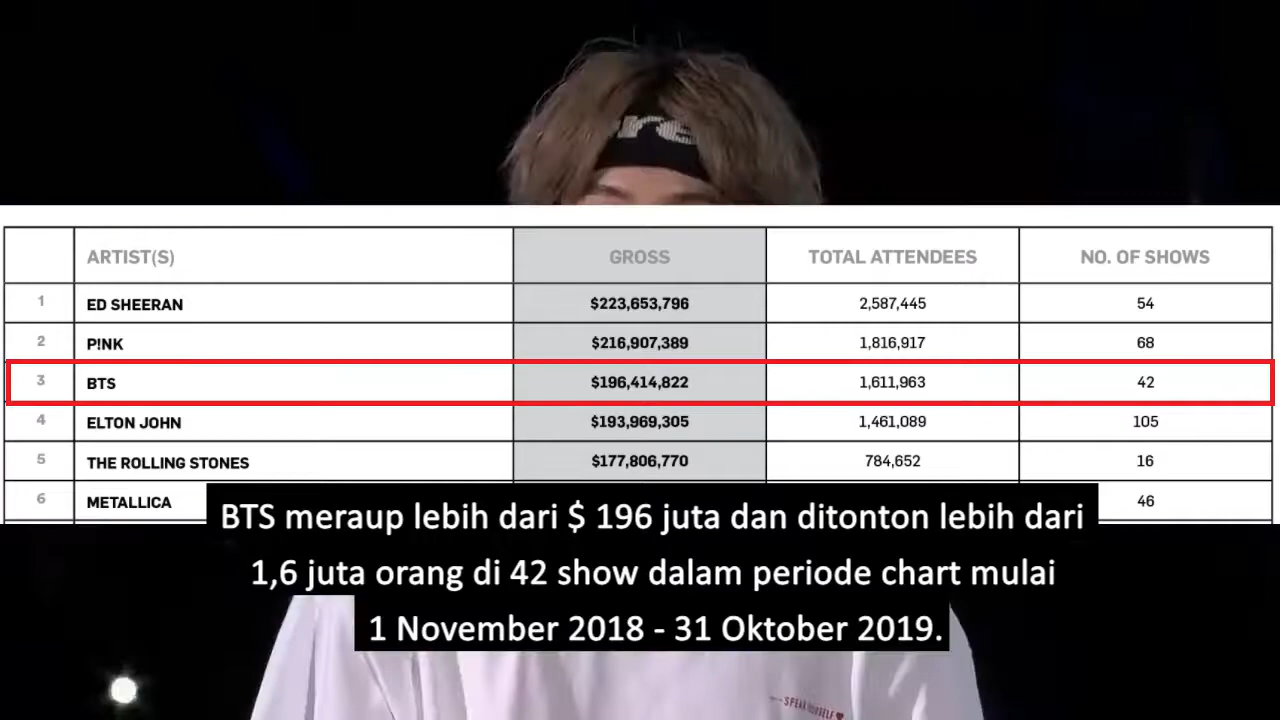 re
ARTIST(S) GROSS TOTAL ATTENDEES NO. OF SHOWS
1 ED SHEERAN $223,653,796 2,587,445 54
2 P!NK $216,907,389 1,816,917 68
3 BTS $196,414,822 1,611,963 42
4 ELTON JOHN $193,969,305 1,461,089 105
5 THE ROLLING STONES $177,806,770 784,652 16
6 METALLICA 46
BTS meraup lebih dari $ 196 juta dan ditonton lebih dari
1,6 juta orang di 42 show dalam periode chart mulai
1 November 2018 - 31 Oktober 2019.
SPEAK YOURSELF